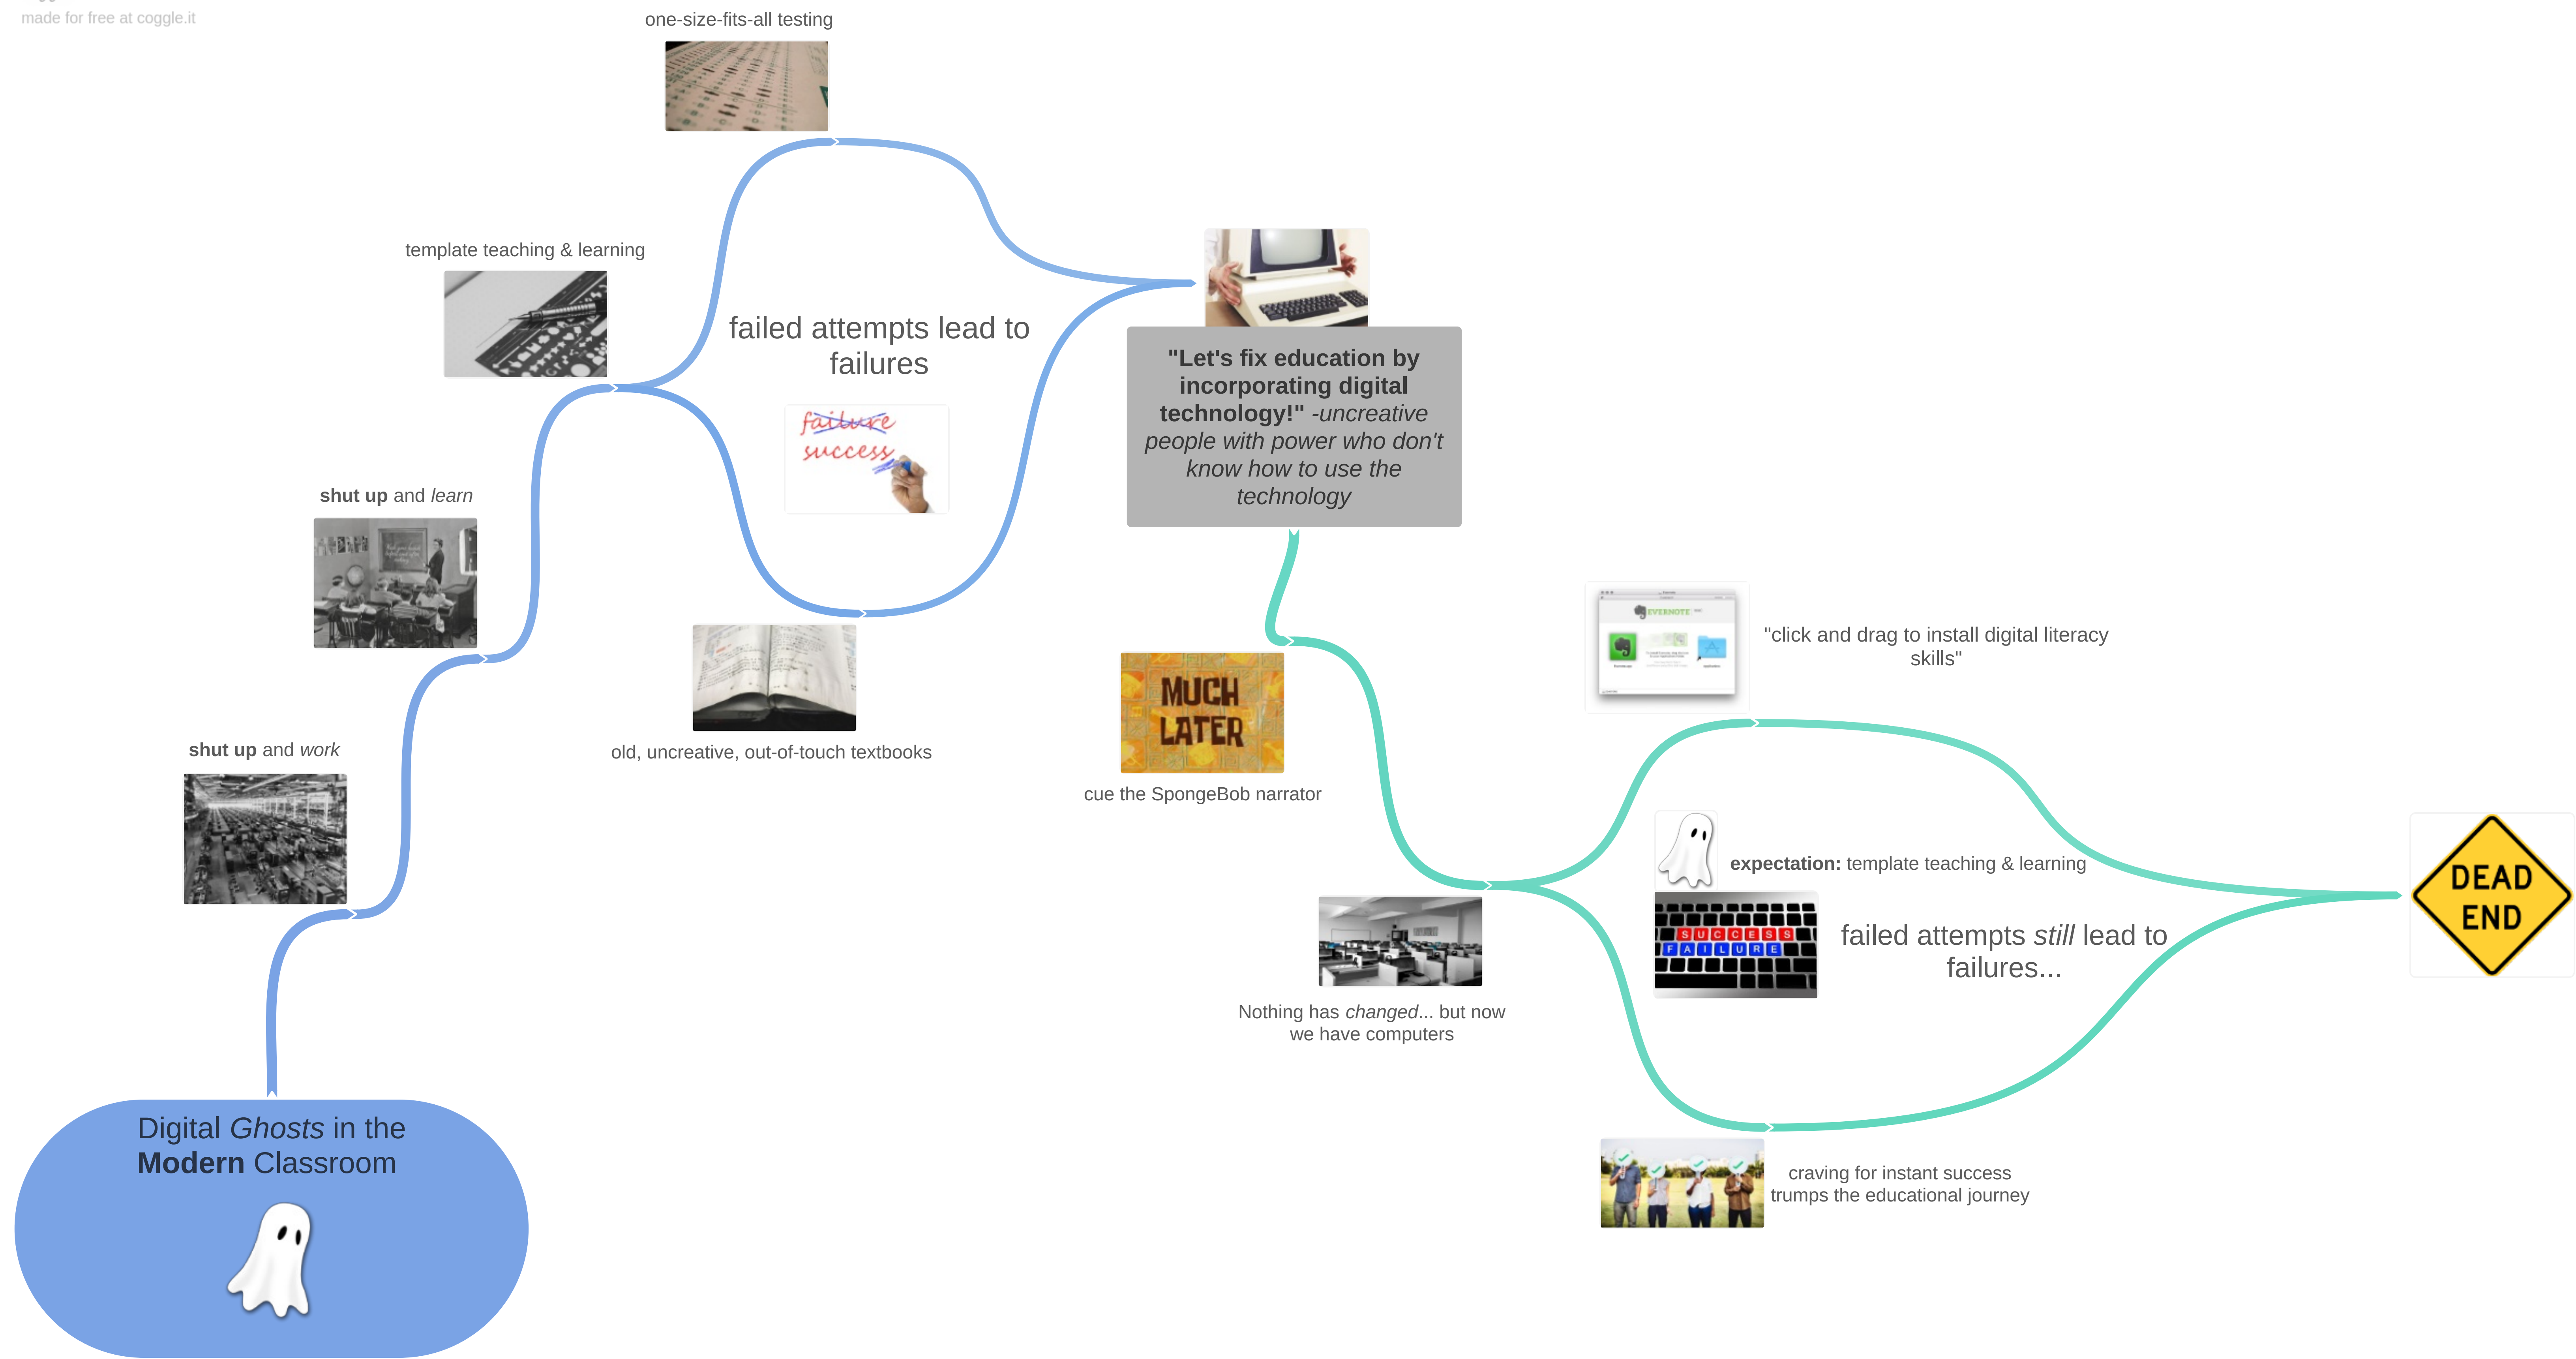 made for free at coggle.it
one-size-fits-all testing
template teaching & learning
failed attempts lead to
failures
failure
success
shut up and learn
shut up and work
old, uncreative, out-of-touch textbooks
Digital Ghosts in the
Modern Classroom
"Let's fix education by
incorporating digital
technology!" -uncreative
people with power who don't
know how to use the
technology
MUCH
LATER
cue the SpongeBob narrator
Nothing has changed... but now
we have computers
EVERNOTE
"click and drag to install digital literacy
skills"
expectation: template teaching & learning
SUCCESS
FAILURE
failed attempts still lead to
failures...
craving for instant success
trumps the educational journey
DEAD
END